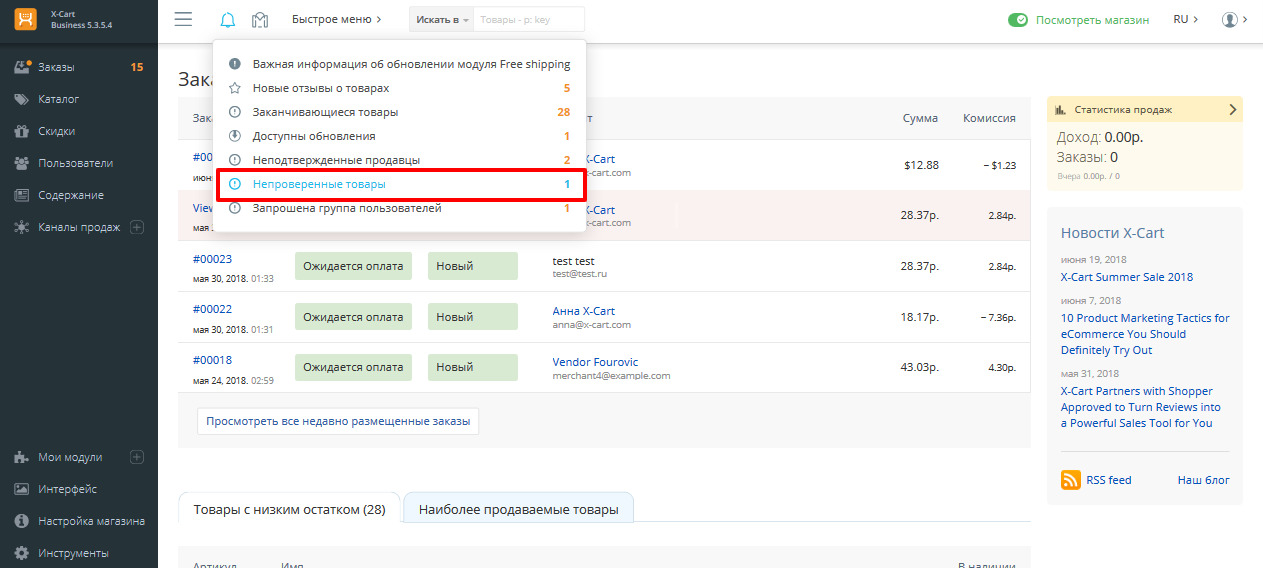 X-Cart
Business 5.3.5.4
Быстрое меню
Искать в
Товары - p: key
Посмотреть магазин
RU
Заказы 15
Каталог
Скидки
Пользователи
Содержание
Каналы продаж
Мои модули
Интерфейс
Настройка магазина
Инструменты
Важная информация об обновлении модуля Free shipping
Новые отзывы о товарах 5
Заканчивающиеся товары 28
Доступны обновления 1
Неподтвержденные продавцы 2
Непроверенные товары 1
Запрошена группа пользователей 1
Сумма Комиссия
X-Cart $12.88 − $1.23
x-cart.com
X-Cart 28.37р. 2.84р.
x-cart.com
#00023 Ожидается оплата Новый test test 28.37р. 2.84р.
мая 30, 2018. 01:33 test@test.ru
#00022 Ожидается оплата Новый Анна X-Cart 18.17р. − 7.36р.
мая 30, 2018. 01:31 anna@x-cart.com
#00018 Ожидается оплата Новый Vendor Fourovic 43.03р. 4.30р.
мая 24, 2018. 02:59 merchant4@example.com
Просмотреть все недавно размещенные заказы
Товары с низким остатком (28) Наиболее продаваемые товары
Артикул Имя В наличии
Статистика продаж
Доход: 0.00р.
Заказы: 0
Вчера 0.00р. / 0
Новости X-Cart
июня 19, 2018
X-Cart Summer Sale 2018
июня 7, 2018
10 Product Marketing Tactics for
eCommerce You Should
Definitely Try Out
мая 31, 2018
X-Cart Partners with Shopper
Approved to Turn Reviews into
a Powerful Sales Tool for You
RSS feed Наш блог